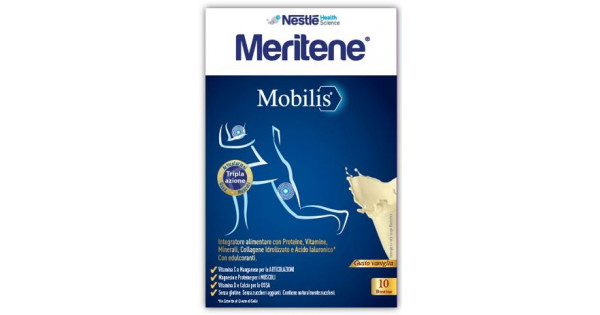 Nestlé Health Science
Meritene®
Mobilis®
Tripla
azione
Integratore alimentare con Proteine, Vitamine,
Minerali, Collagene Idrolizzato e Acido Ialuronico*
Con edulcoranti.
Vitamina C e Manganese per le ARTICOLAZIONI
Magnesio e Proteine per i MUSCOLI
Vitamina D e Calcio per le OSSA
Senza glutine Senza zuccheri aggiunti Contiene naturalmente zuccheri
Gusto vaniglia
10
Bustine